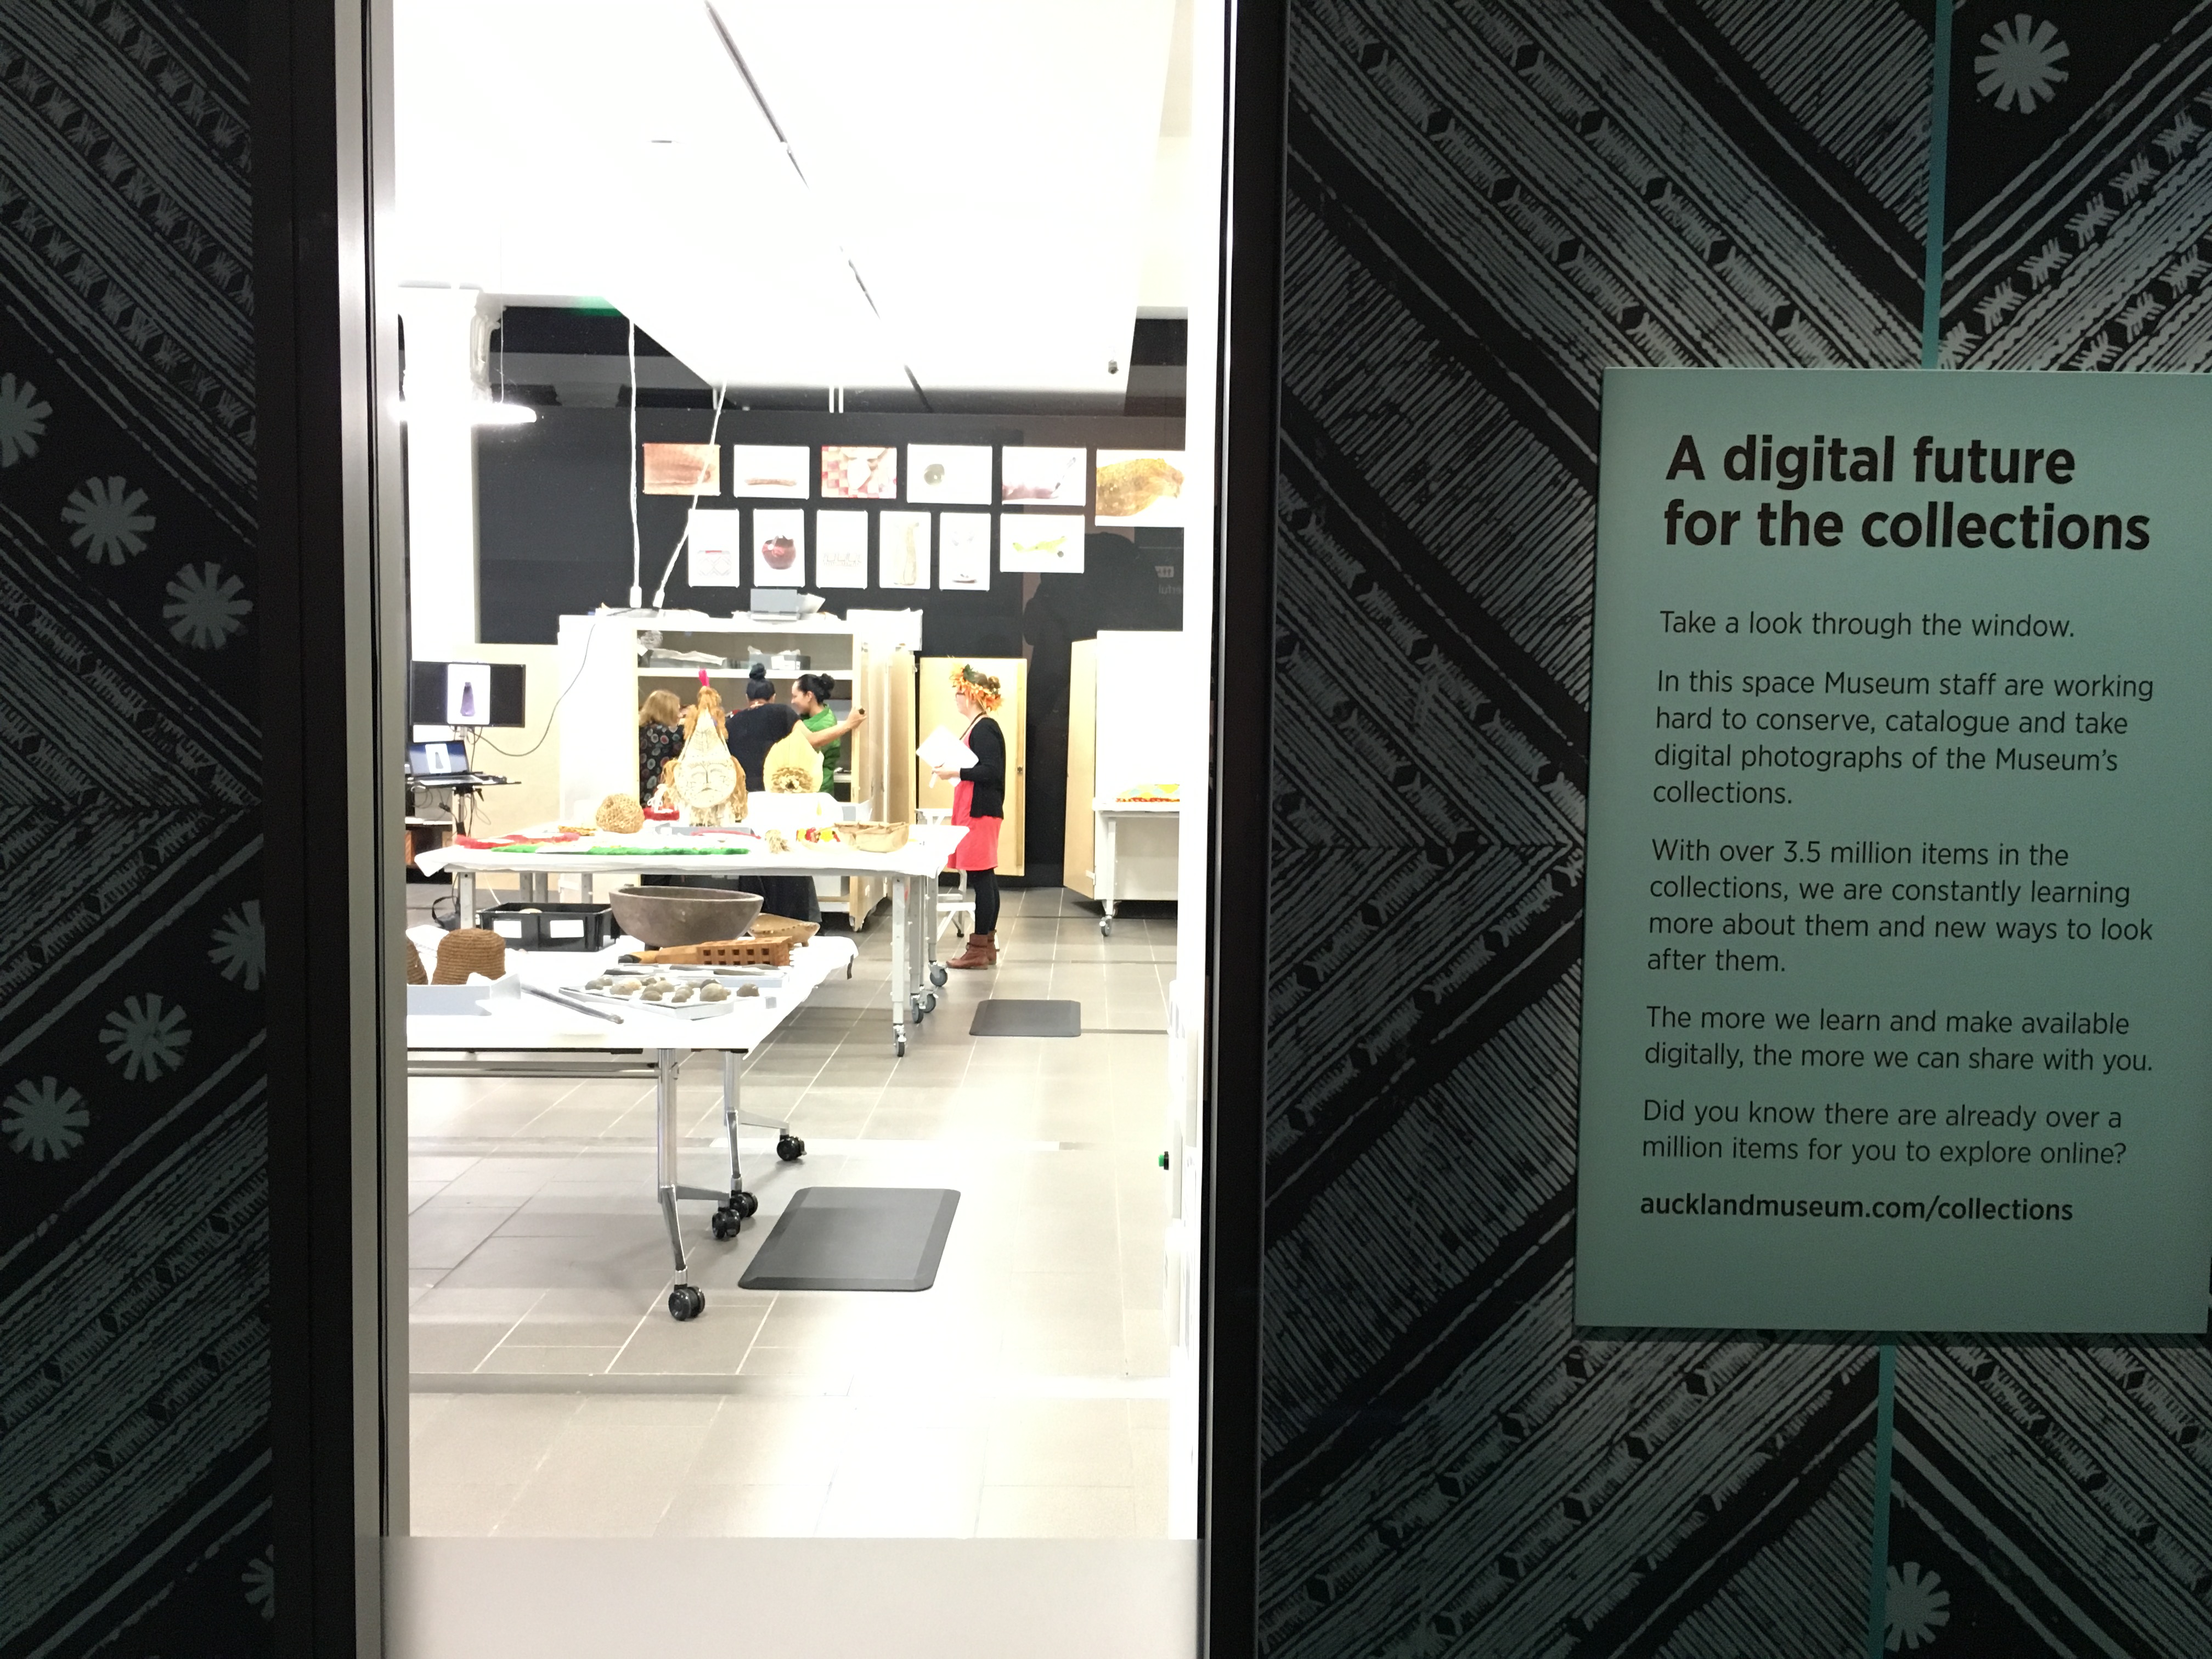 A digital future
for the collections
Take a look through the window.
In this space Museum staff are working
hard to conserve, catalogue and take
digital photographs of the Museum's
collections.
With over 3.5 million items in the
collections, we are constantly learning
more about them and new ways to look
after them.
The more we learn and make available
digitally, the more we can share with you.
Did you know there are already over a
million items for you to explore online?
aucklandmuseum.com/collections